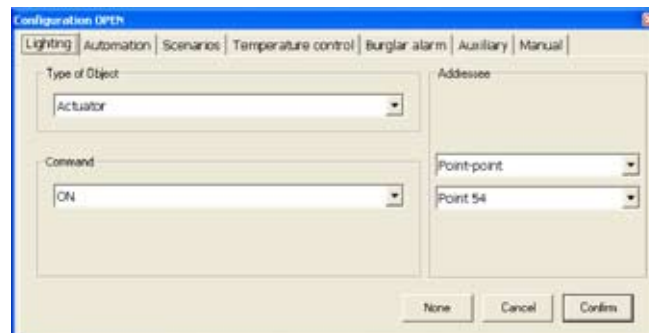 Configuration OPEN
Lighting Automation Scenarios Temperature control Burglar alarm Auxiliary Manual
Type of Object
Addressee
Actuator
Command
Point-point
ON
Point 54
None Cancel Confirm